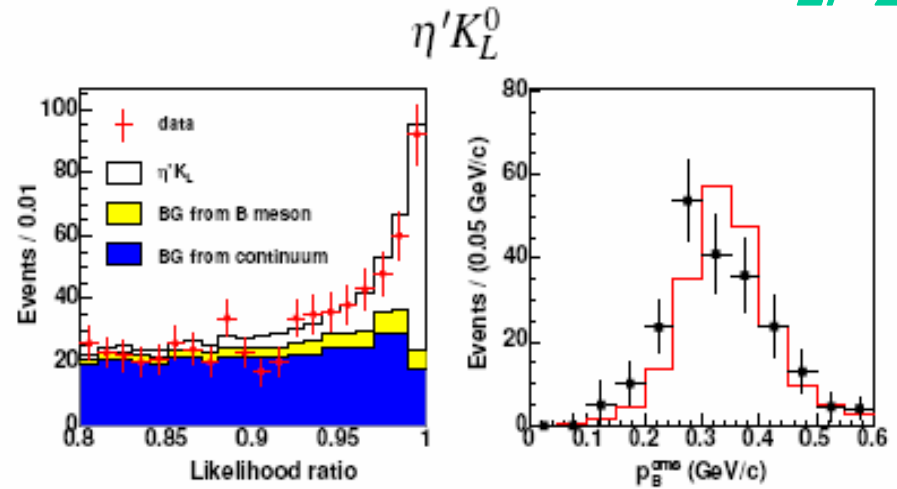 η′K⁰_L
Events / 0.01
100
80
60
40
20
0
data
η′K_L
BG from B meson
BG from continuum
0.8 0.85 0.9 0.95 1
Likelihood ratio
Events / (0.05 GeV/c)
80
60
40
20
0
0 0.1 0.2 0.3 0.4 0.5 0.6
p_B^cms (GeV/c)